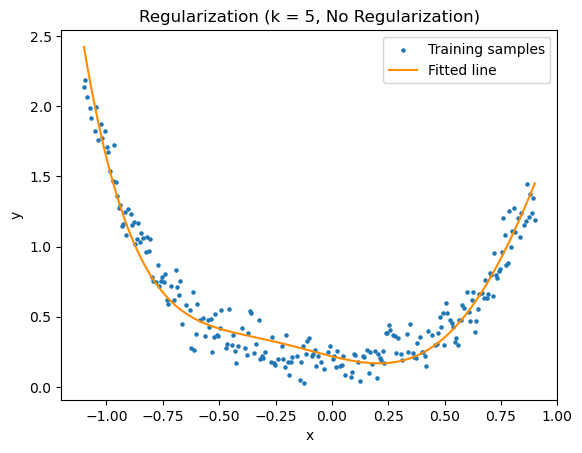 Regularization (k = 5, No Regularization)
Training samples
Fitted line
y
2.5
2.0
1.5
1.0
0.5
0.0
−1.00 −0.75 −0.50 −0.25 0.00 0.25 0.50 0.75 1.00
x